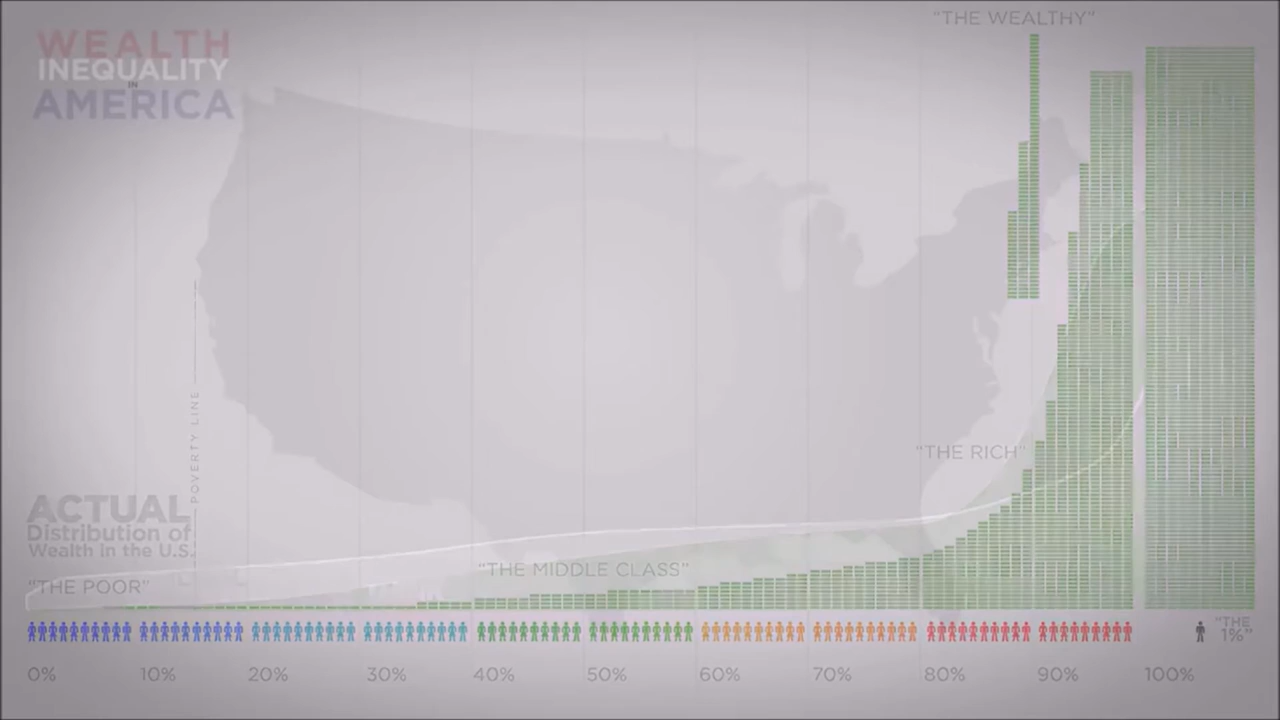 WEALTH
INEQUALITY
IN
AMERICA
"THE WEALTHY"
POVERTY LINE
"THE RICH"
ACTUAL
Distribution of
Wealth in the U.S.
"THE MIDDLE CLASS"
"THE POOR"
"THE
1%"
0% 10% 20% 30% 40% 50% 60% 70% 80% 90% 100%